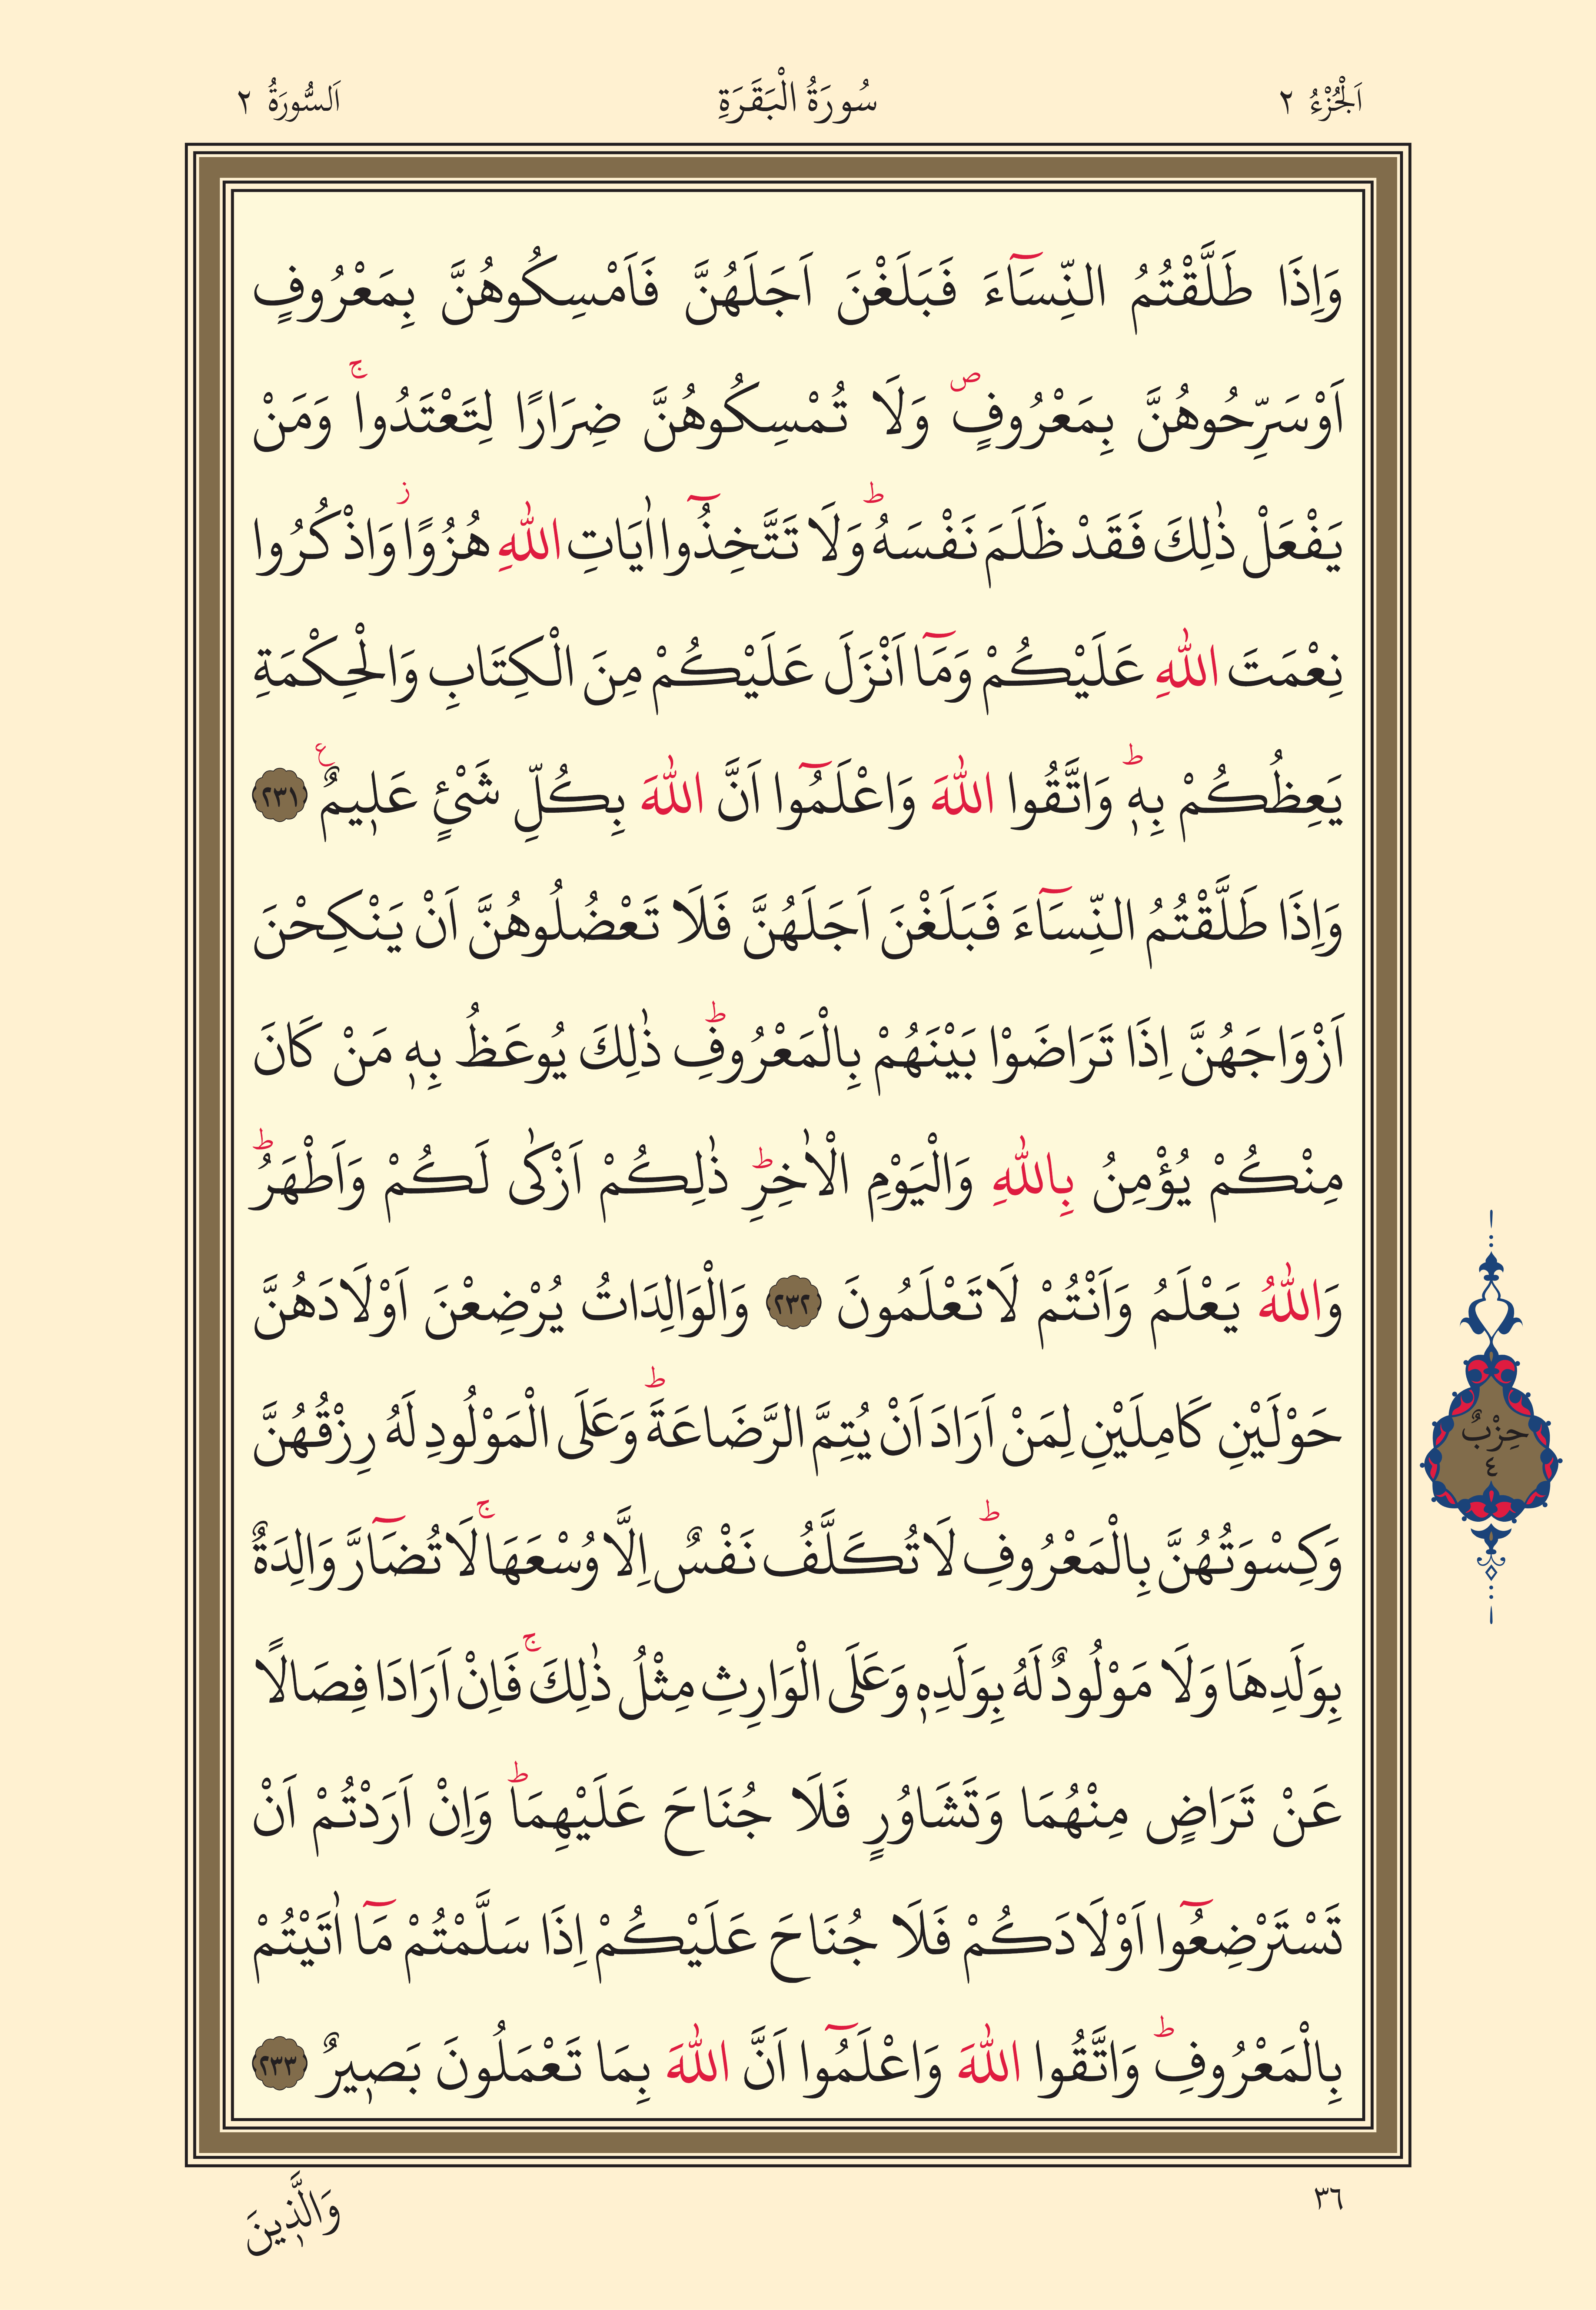 اَلْجُزْءُ ٢
سُورَةُ الْبَقَرَةِ
اَلسُّورَةُ ٢
وَاِذَا طَلَّقْتُمُ النِّسَٓاءَ فَبَلَغْنَ اَجَلَهُنَّ فَاَمْسِكُوهُنَّ بِمَعْرُوفٍ
اَوْسَرِّحُوهُنَّ بِمَعْرُوفٍۖ وَلَا تُمْسِكُوهُنَّ ضِرَارًا لِتَعْتَدُواۚ وَمَنْ
يَفْعَلْ ذٰلِكَ فَقَدْ ظَلَمَ نَفْسَهُؕ وَلَا تَتَّخِذُٓوا اٰيَاتِ اللّٰهِ هُزُوًاؗ وَاذْكُرُوا
نِعْمَتَ اللّٰهِ عَلَيْكُمْ وَمَٓا اَنْزَلَ عَلَيْكُمْ مِنَ الْكِتَابِ وَالْحِكْمَةِ
يَعِظُكُمْ بِهٖؕ وَاتَّقُوا اللّٰهَ وَاعْلَمُٓوا اَنَّ اللّٰهَ بِكُلِّ شَيْئٍ عَلٖيمٌ ع ٢٣١
وَاِذَا طَلَّقْتُمُ النِّسَٓاءَ فَبَلَغْنَ اَجَلَهُنَّ فَلَا تَعْضُلُوهُنَّ اَنْ يَنْكِحْنَ
اَزْوَاجَهُنَّ اِذَا تَرَاضَوْا بَيْنَهُمْ بِالْمَعْرُوفِؕ ذٰلِكَ يُوعَظُ بِهٖ مَنْ كَانَ
مِنْكُمْ يُؤْمِنُ بِاللّٰهِ وَالْيَوْمِ الْاٰخِرِؕ ذٰلِكُمْ اَزْكٰى لَكُمْ وَاَطْهَرُؕ
وَاللّٰهُ يَعْلَمُ وَاَنْتُمْ لَا تَعْلَمُونَ ٢٣٢ وَالْوَالِدَاتُ يُرْضِعْنَ اَوْلَادَهُنَّ
حَوْلَيْنِ كَامِلَيْنِ لِمَنْ اَرَادَ اَنْ يُتِمَّ الرَّضَاعَةَؕ وَعَلَى الْمَوْلُودِ لَهُ رِزْقُهُنَّ
وَكِسْوَتُهُنَّ بِالْمَعْرُوفِؕ لَا تُكَلَّفُ نَفْسٌ اِلَّا وُسْعَهَاۚ لَا تُضَٓارَّ وَالِدَةٌ
بِوَلَدِهَا وَلَا مَوْلُودٌ لَهُ بِوَلَدِهٖ وَعَلَى الْوَارِثِ مِثْلُ ذٰلِكَۚ فَاِنْ اَرَادَا فِصَالًا
عَنْ تَرَاضٍ مِنْهُمَا وَتَشَاوُرٍ فَلَا جُنَاحَ عَلَيْهِمَاؕ وَاِنْ اَرَدْتُمْ اَنْ
تَسْتَرْضِعُٓوا اَوْلَادَكُمْ فَلَا جُنَاحَ عَلَيْكُمْ اِذَا سَلَّمْتُمْ مَٓا اٰتَيْتُمْ
بِالْمَعْرُوفِؕ وَاتَّقُوا اللّٰهَ وَاعْلَمُٓوا اَنَّ اللّٰهَ بِمَا تَعْمَلُونَ بَصٖيرٌ ٢٣٣
حِزْبٌ
٤
٣٦
وَالَّذٖينَ